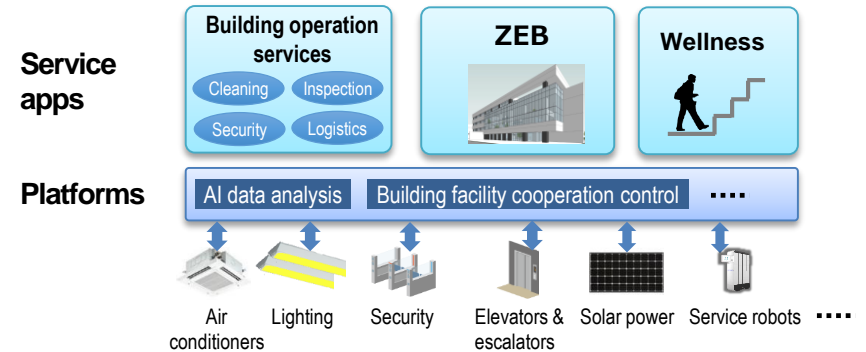 Service
apps
Building operation
services
Cleaning
Inspection
Security
Logistics
ZEB
Wellness
Platforms
AI data analysis
Building facility cooperation control
....
Air
conditioners
Lighting
Security
Elevators &
escalators
Solar power
Service robots
....